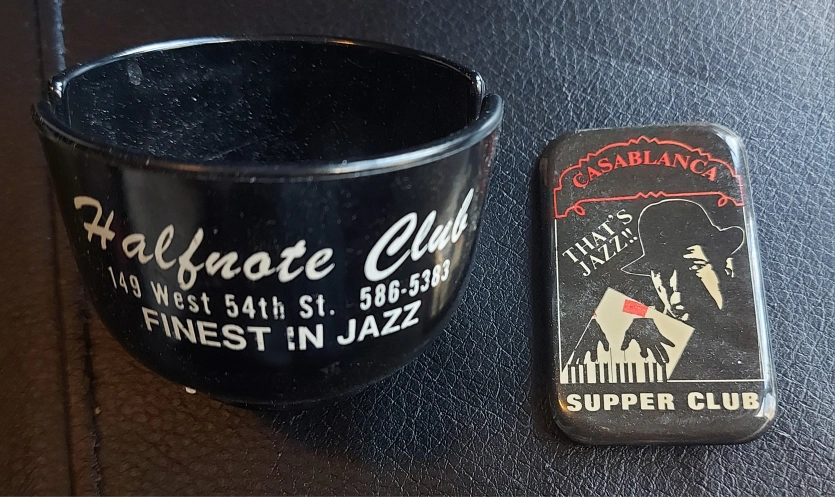 Halfnote Club
149 West 54th St. 586-5383
FINEST IN JAZZ
CASABLANCA
THAT'S
JAZZ!!
SUPPER CLUB